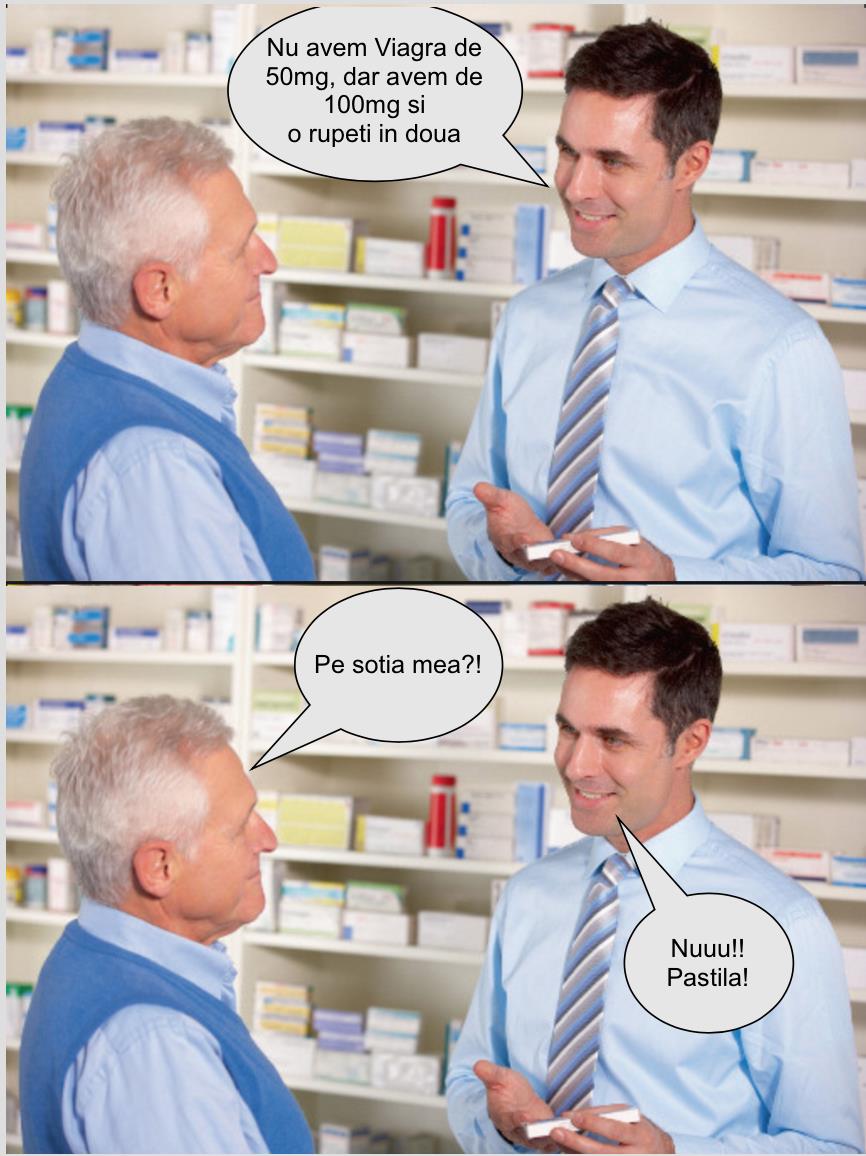 Nu avem Viagra de
50mg, dar avem de
100mg si
o rupeti in doua
Pe sotia mea?!
Nuuu!!
Pastila!